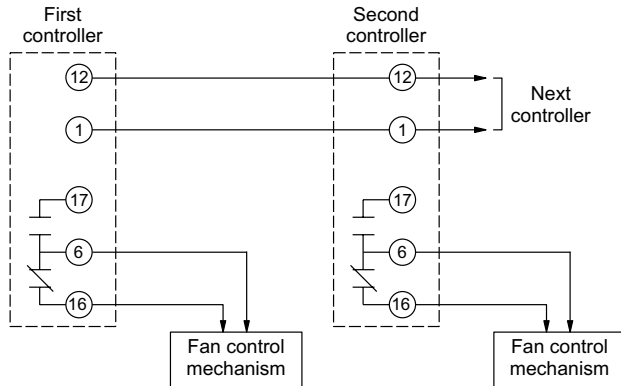 First
controller
Second
controller
12
12
1
1
Next
controller
17
17
6
6
16
16
Fan control
mechanism
Fan control
mechanism